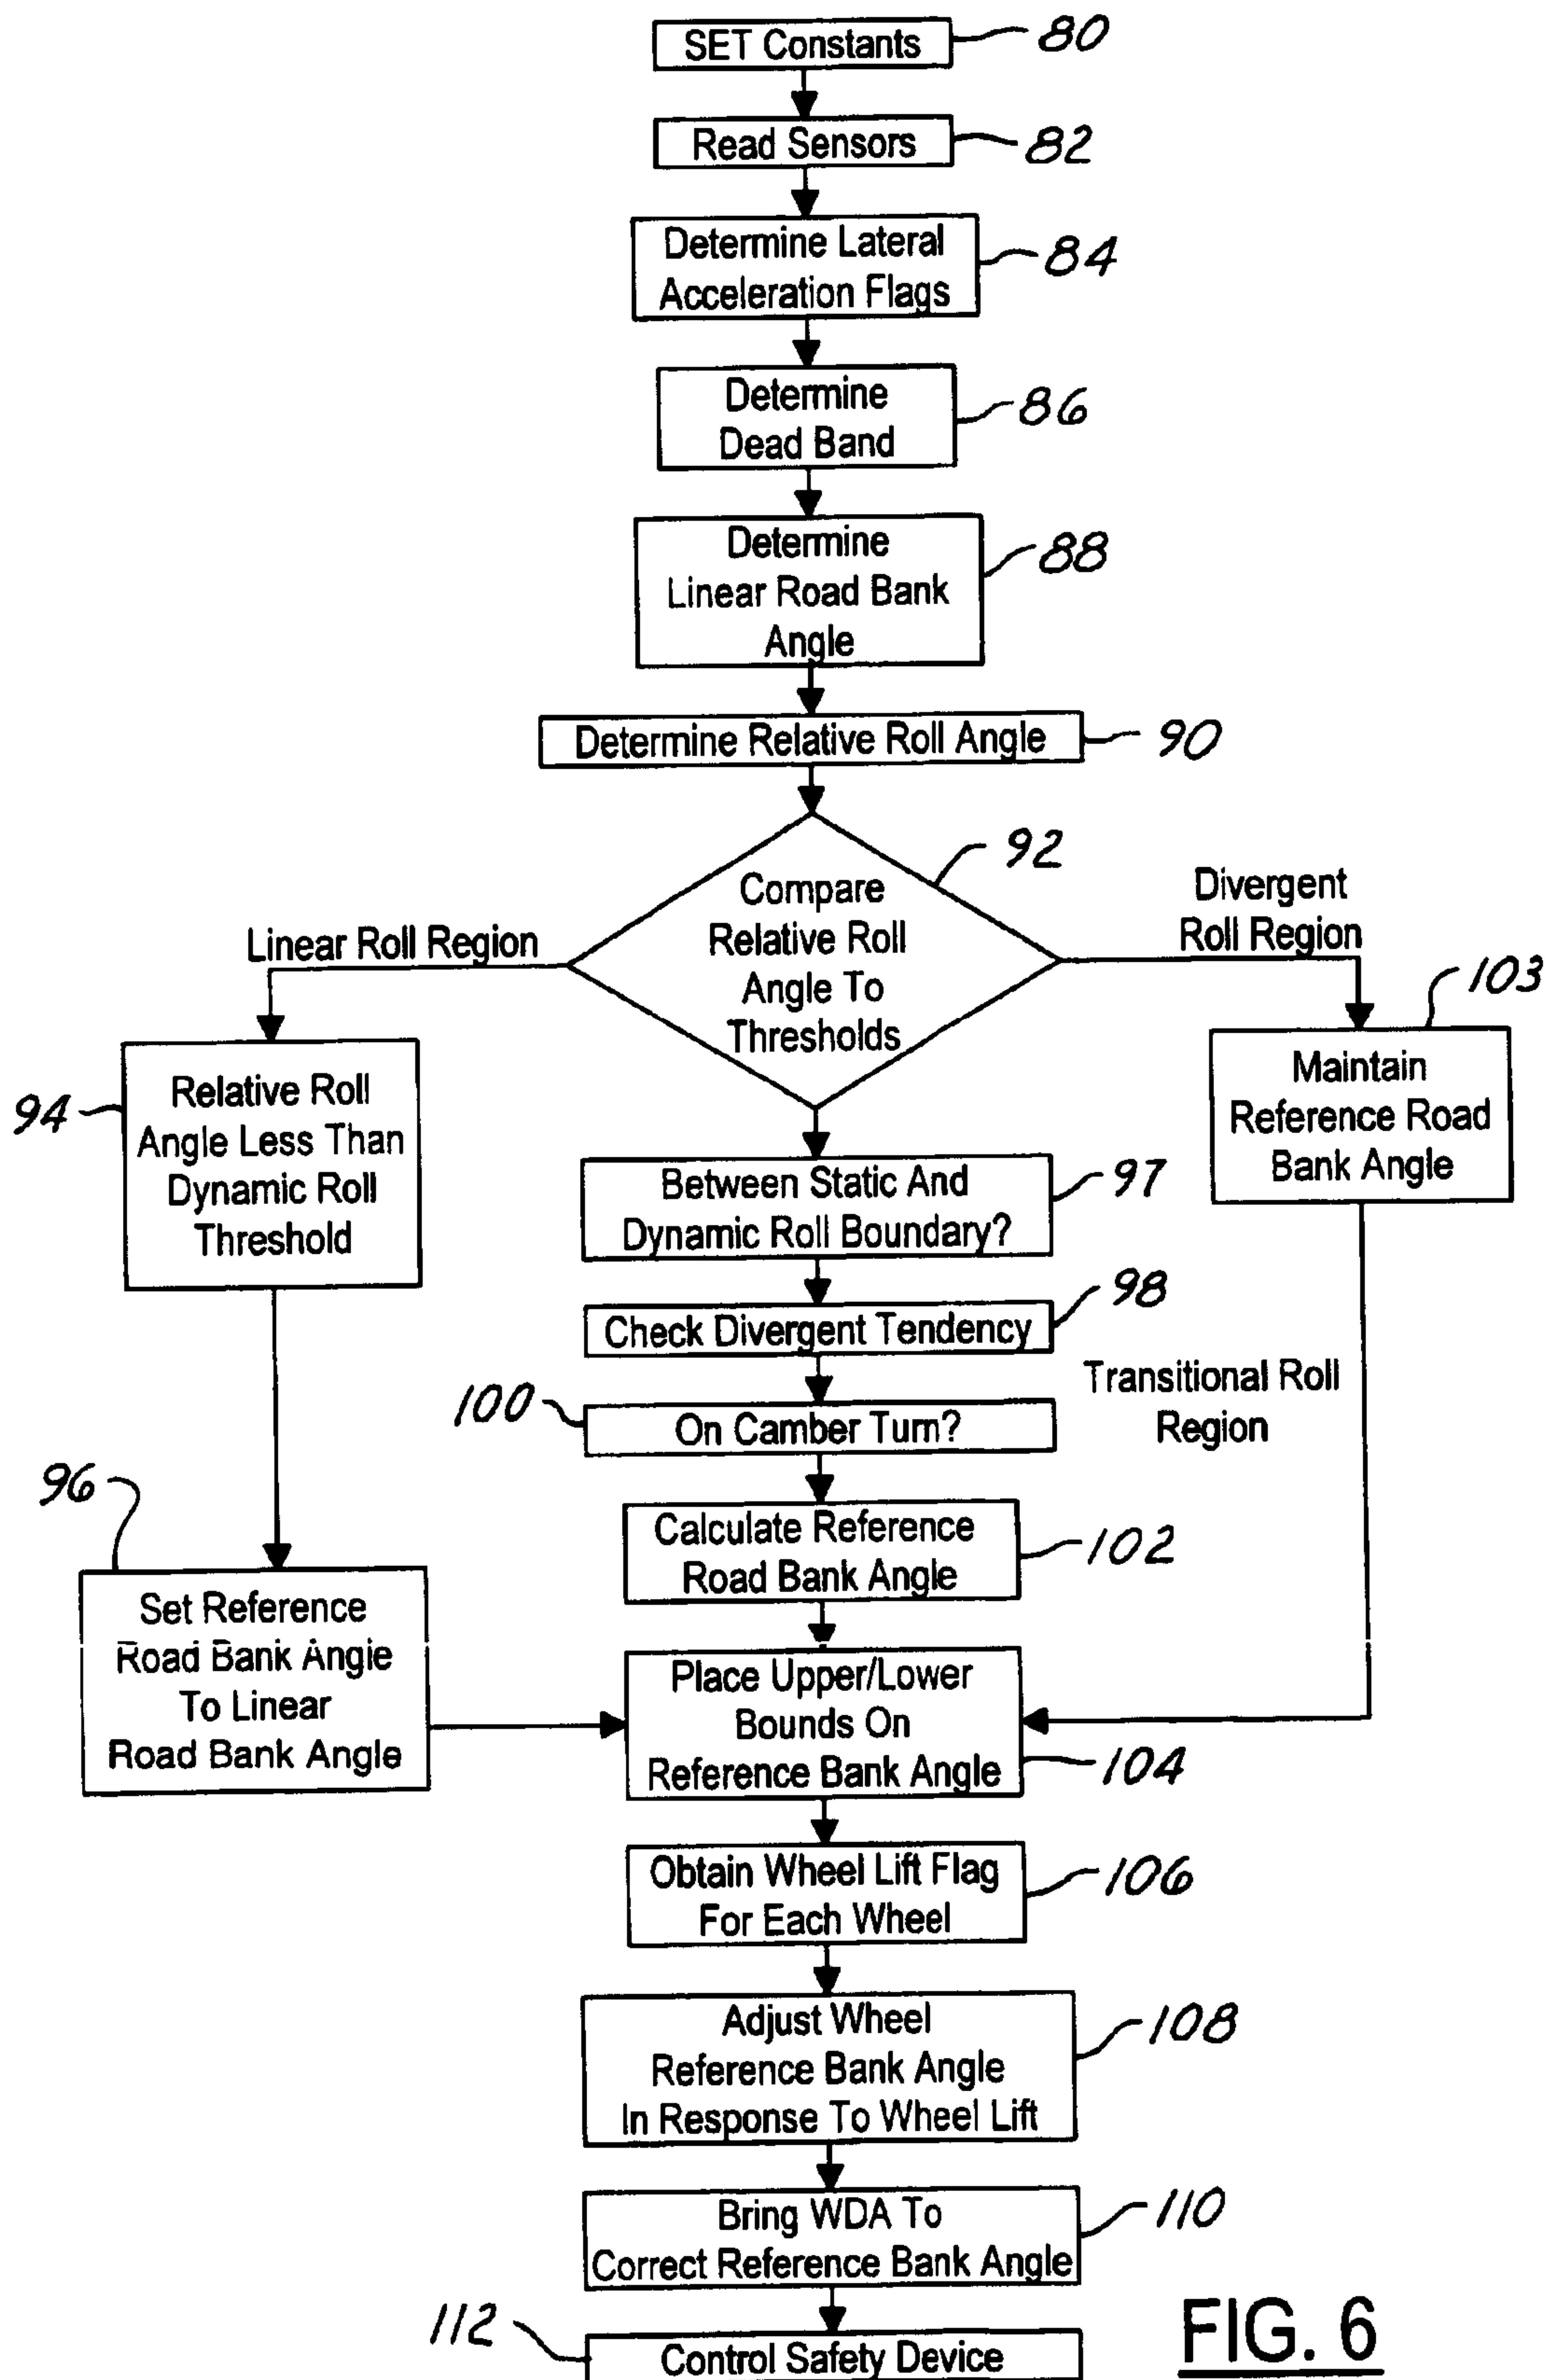 SET Constants
80
Read Sensors
82
Determine Lateral
Acceleration Flags
84
Determine
Dead Band
86
Determine
Linear Road Bank
Angle
88
Determine Relative Roll Angle
90
Compare
Relative Roll
Angle To
Thresholds
92
Linear Roll Region
Divergent
Roll Region
94
Relative Roll
Angle Less Than
Dynamic Roll
Threshold
103
Maintain
Reference Road
Bank Angle
Between Static And
Dynamic Roll Boundary?
97
Check Divergent Tendency
98
Transitional Roll
Region
100
On Camber Turn?
96
Set Reference
Road Bank Angle
To Linear
Road Bank Angle
Calculate Reference
Road Bank Angle
102
Place Upper/Lower
Bounds On
Reference Bank Angle
104
Obtain Wheel Lift Flag
For Each Wheel
106
Adjust Wheel
Reference Bank Angle
In Response To Wheel Lift
108
Bring WDA To
Correct Reference Bank Angle
110
112
Control Safety Device
FIG. 6